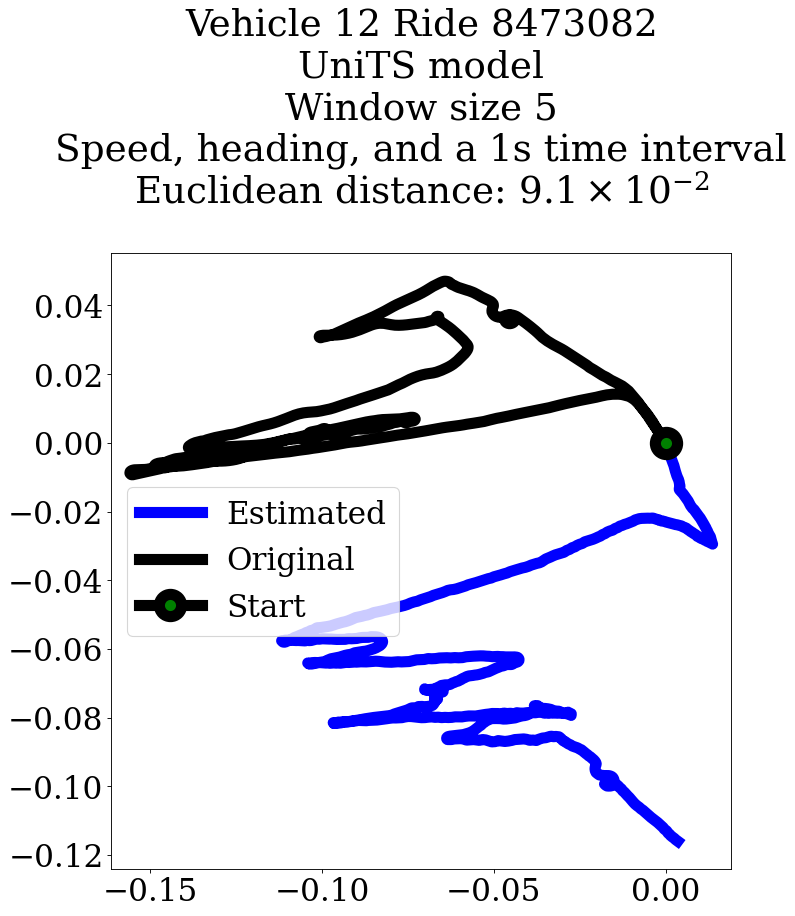 Vehicle 12 Ride 8473082
UniTS model
Window size 5
Speed, heading, and a 1s time interval
Euclidean distance: 9.1 × 10⁻²
0.04
0.02
0.00
−0.02
−0.04
−0.06
−0.08
−0.10
−0.12
Estimated
Original
Start
−0.15
−0.10
−0.05
0.00